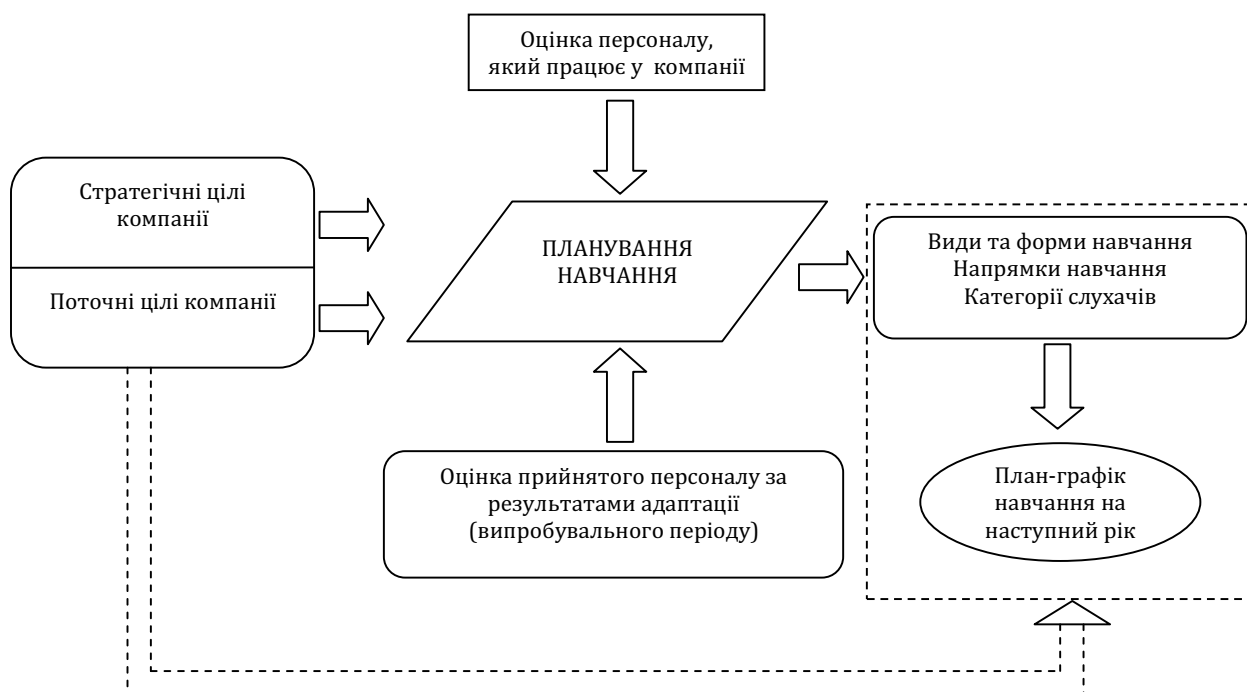 Оцінка персоналу,
який працює у компанії
Стратегічні цілі
компанії
Поточні цілі компанії
ПЛАНУВАННЯ
НАВЧАННЯ
Види та форми навчання
Напрямки навчання
Категорії слухачів
Оцінка прийнятого персоналу за
результатами адаптації
(випробувального періоду)
План-графік
навчання на
наступний рік